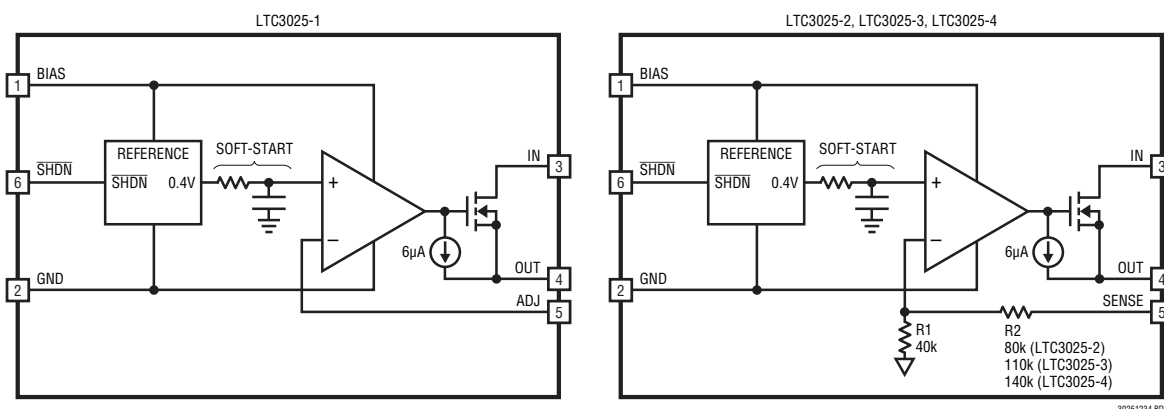 LTC3025-1
1
BIAS
6
SHDN
REFERENCE
SHDN
0.4V
SOFT-START
+
–
6µA
IN
3
OUT
4
ADJ
5
2
GND
LTC3025-2, LTC3025-3, LTC3025-4
1
BIAS
6
SHDN
REFERENCE
SHDN
0.4V
SOFT-START
+
–
6µA
IN
3
OUT
4
SENSE
5
2
GND
R1
40k
R2
80k (LTC3025-2)
110k (LTC3025-3)
140k (LTC3025-4)